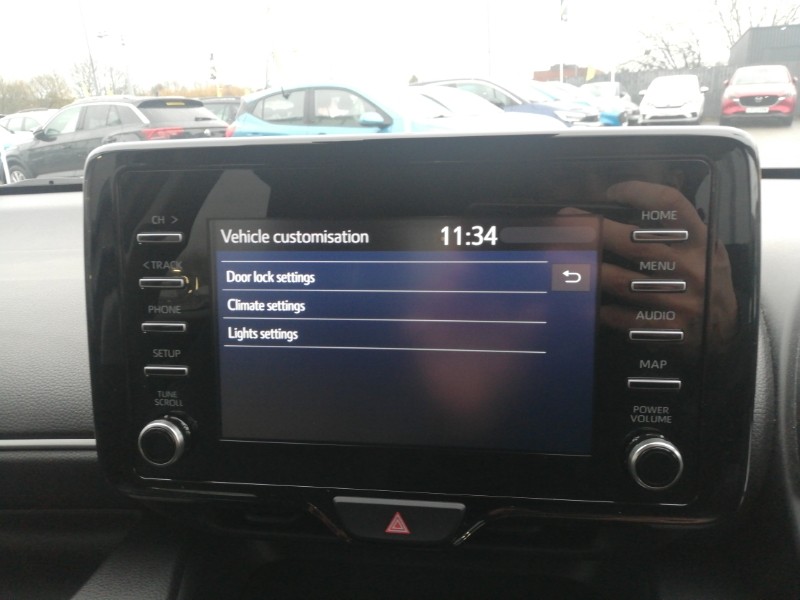 CH >
< TRACK
PHONE
SETUP
TUNE
SCROLL
Vehicle customisation 11:34
Door lock settings
Climate settings
Lights settings
HOME
MENU
AUDIO
MAP
POWER
VOLUME